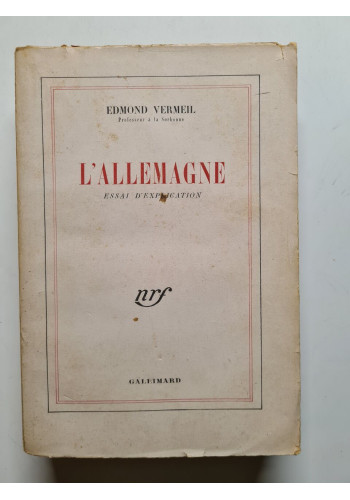 EDMOND VERMEIL
Professeur à la Sorbonne
L'ALLEMAGNE
ESSAI D'EXPLICATION
nrf
GALLIMARD